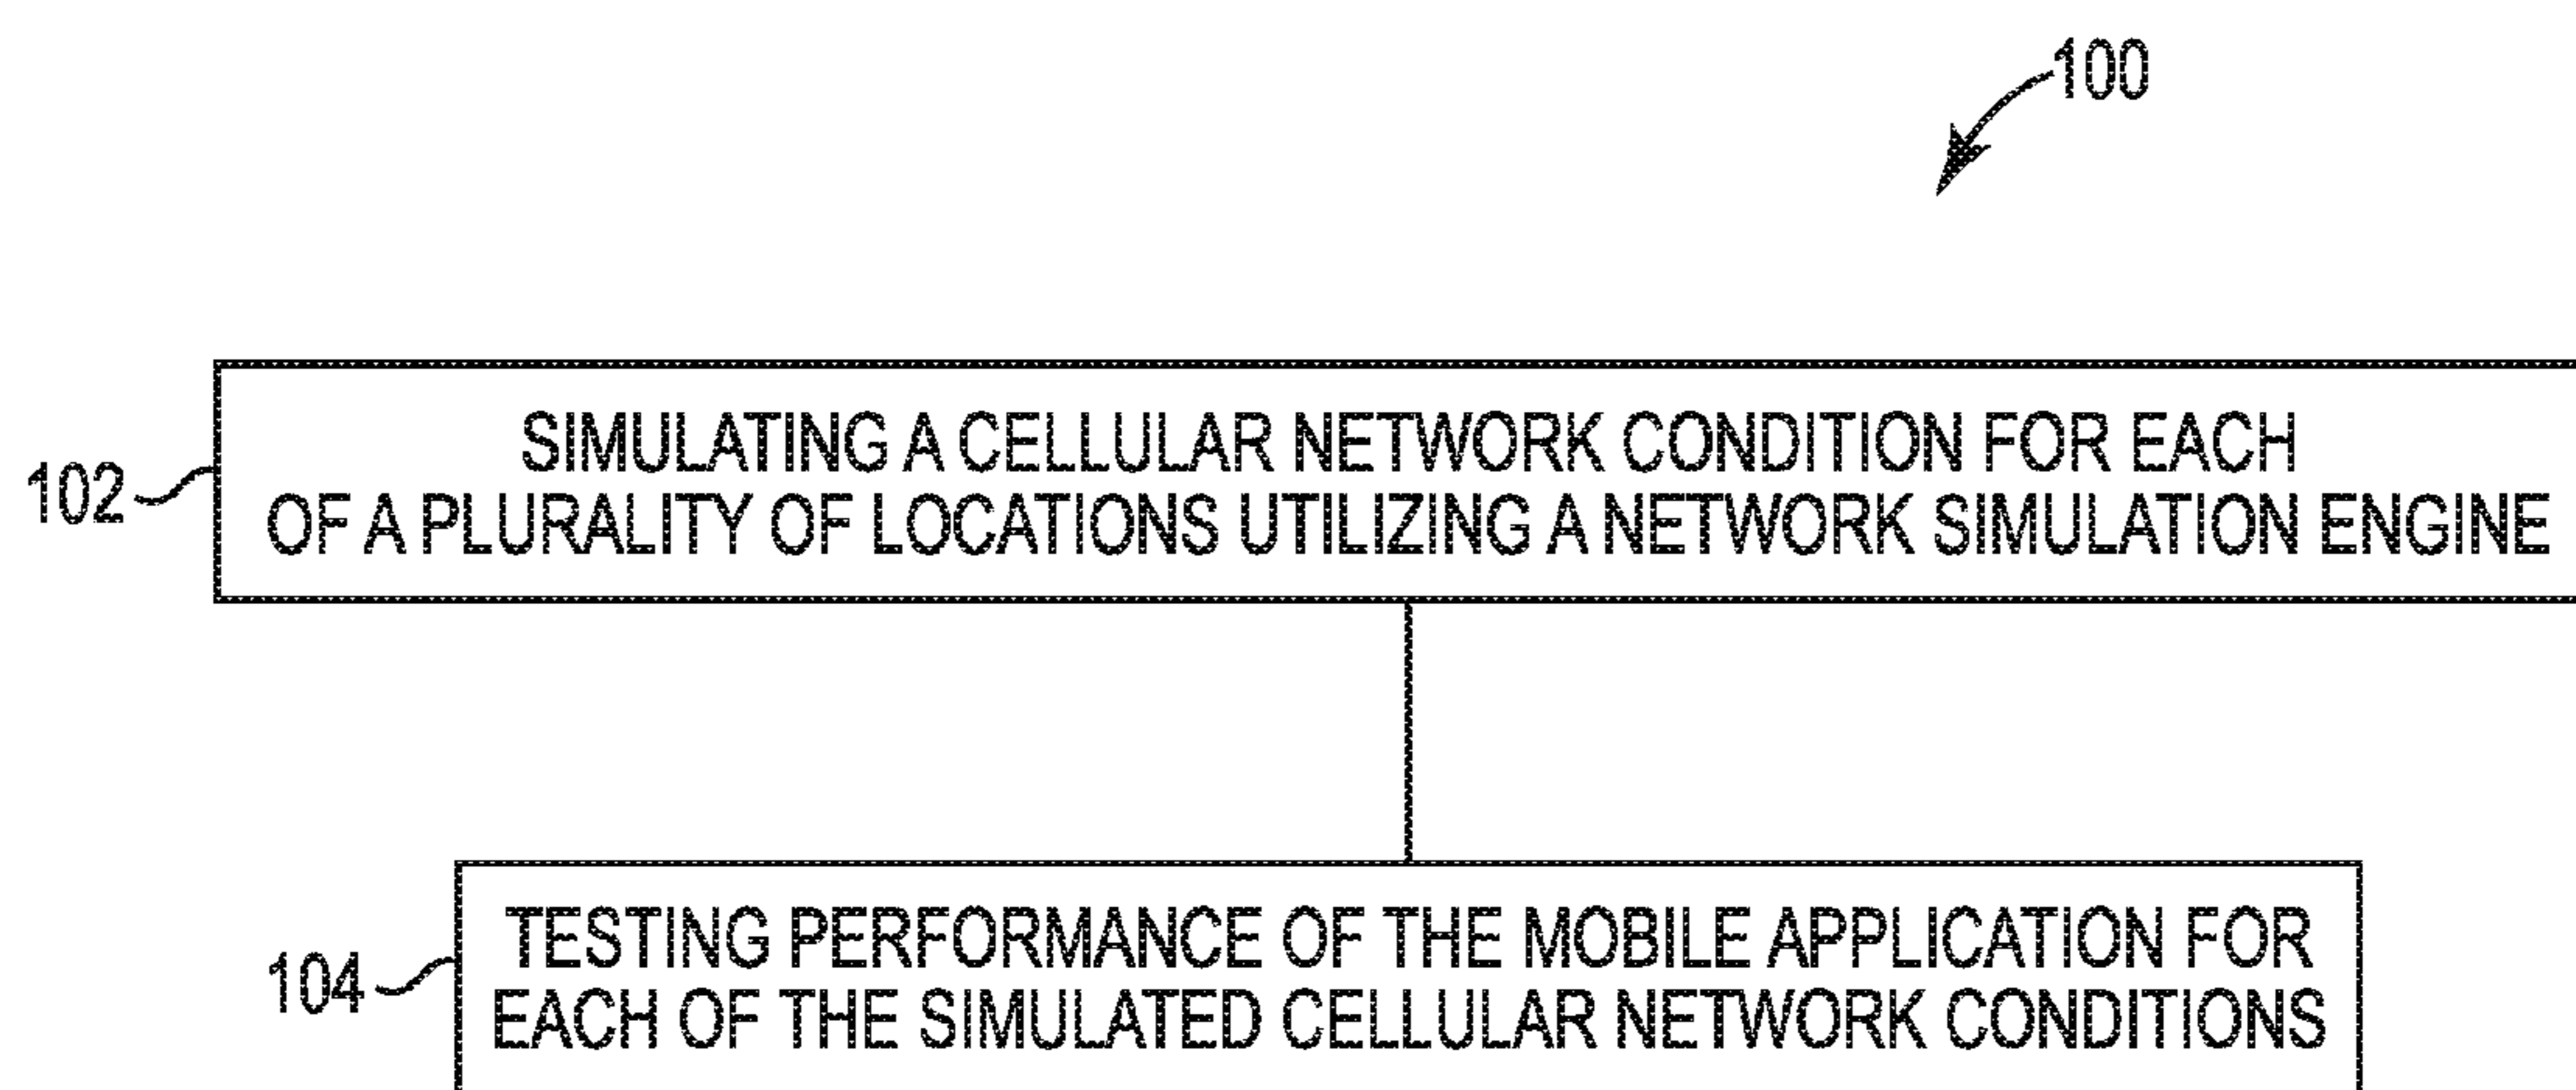 100
102
SIMULATING A CELLULAR NETWORK CONDITION FOR EACH
OF A PLURALITY OF LOCATIONS UTILIZING A NETWORK SIMULATION ENGINE
104
TESTING PERFORMANCE OF THE MOBILE APPLICATION FOR
EACH OF THE SIMULATED CELLULAR NETWORK CONDITIONS